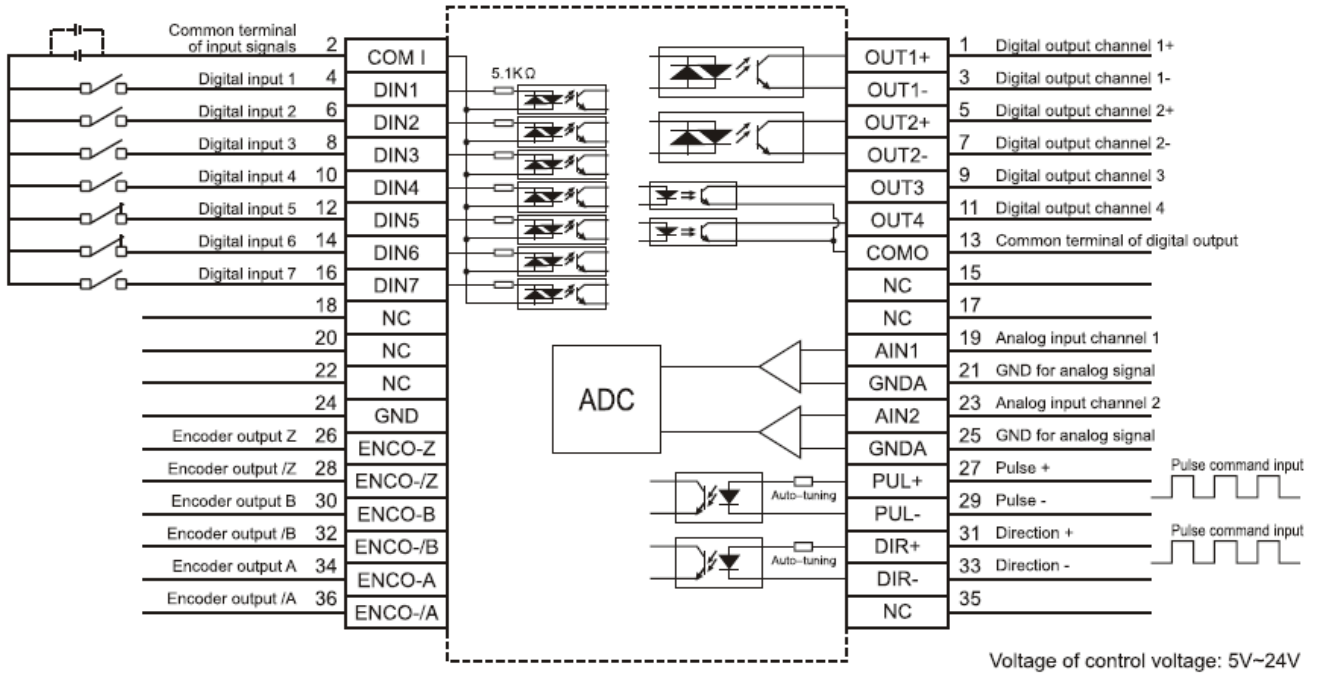 Common terminal
of input signals 2 COM I OUT1+ 1 Digital output channel 1+
Digital input 1 4 DIN1 5.1KΩ OUT1- 3 Digital output channel 1-
Digital input 2 6 DIN2 OUT2+ 5 Digital output channel 2+
Digital input 3 8 DIN3 OUT2- 7 Digital output channel 2-
Digital input 4 10 DIN4 OUT3 9 Digital output channel 3
Digital input 5 12 DIN5 OUT4 11 Digital output channel 4
Digital input 6 14 DIN6 COMO 13 Common terminal of digital output
Digital input 7 16 DIN7 NC 15
18 NC NC 17
20 NC AIN1 19 Analog input channel 1
22 NC GNDA 21 GND for analog signal
ADC
24 GND AIN2 23 Analog input channel 2
Encoder output Z 26 ENCO-Z GNDA 25 GND for analog signal
Encoder output /Z 28 ENCO-/Z PUL+ 27 Pulse + Pulse command input
Auto-tuning
Encoder output B 30 ENCO-B PUL- 29 Pulse -
Encoder output /B 32 ENCO-/B DIR+ 31 Direction + Pulse command input
Auto-tuning
Encoder output A 34 ENCO-A DIR- 33 Direction -
Encoder output /A 36 ENCO-/A NC 35
Voltage of control voltage: 5V~24V